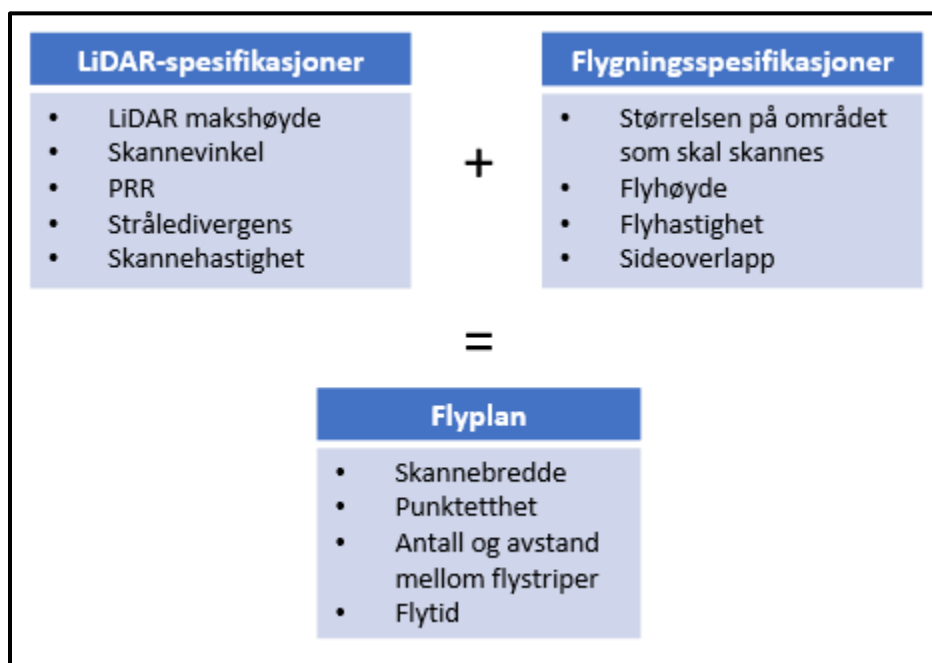 LiDAR-spesifikasjoner
• LiDAR makshøyde
• Skannevinkel
• PRR
• Stråledivergens
• Skannehastighet
+
Flygningsspesifikasjoner
• Størrelsen på området
som skal skannes
• Flyhøyde
• Flyhastighet
• Sideoverlapp
=
Flyplan
• Skannebredde
• Punktetthet
• Antall og avstand
mellom flystriper
• Flytid